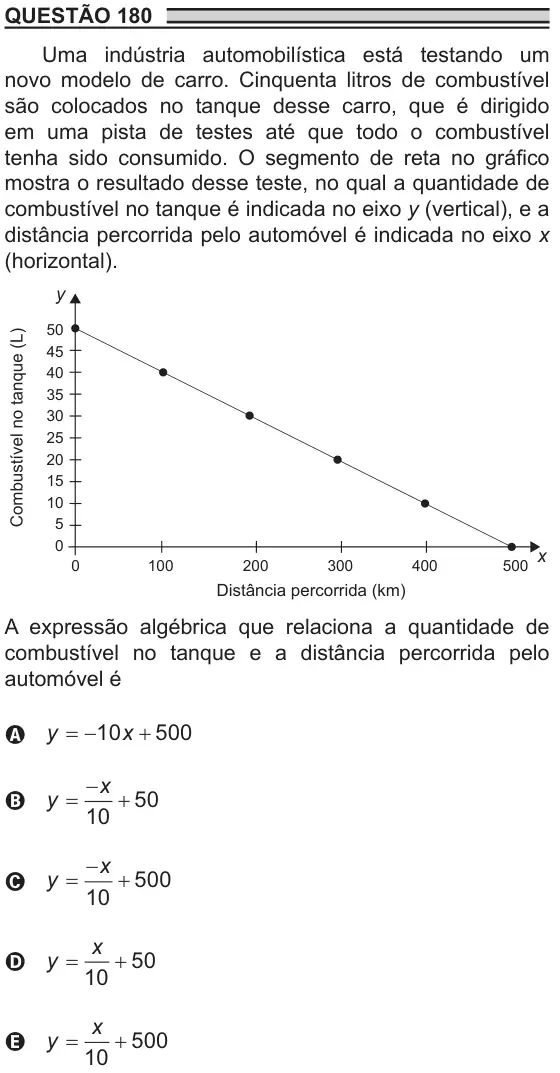 QUESTÃO 180
Uma indústria automobilística está testando um
novo modelo de carro. Cinquenta litros de combustível
são colocados no tanque desse carro, que é dirigido
em uma pista de testes até que todo o combustível
tenha sido consumido. O segmento de reta no gráfico
mostra o resultado desse teste, no qual a quantidade de
combustível no tanque é indicada no eixo y (vertical), e a
distância percorrida pelo automóvel é indicada no eixo x
(horizontal).
y
Combustível no tanque (L)
50
45
40
35
30
25
20
15
10
5
0
0 100 200 300 400 500 x
Distância percorrida (km)
A expressão algébrica que relaciona a quantidade de
combustível no tanque e a distância percorrida pelo
automóvel é
A y = −10x + 500
B y = −x/10 + 50
C y = −x/10 + 500
D y = x/10 + 50
E y = x/10 + 500